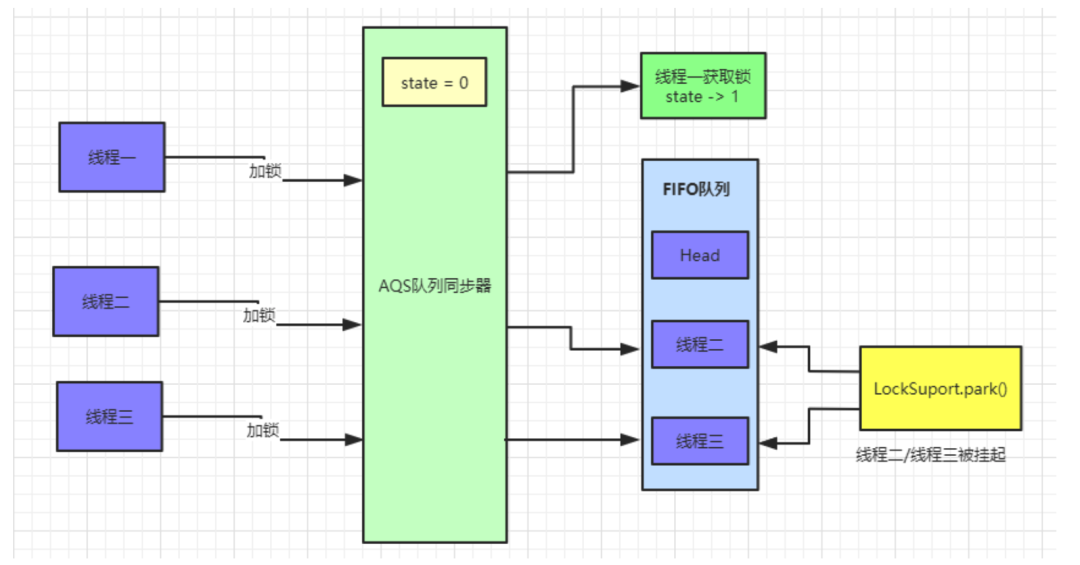 state = 0
线程一获取锁
state -> 1
线程一
加锁
FIFO队列
Head
AQS队列同步器
线程二
加锁
线程二
LockSuport.park()
线程三
加锁
线程三
线程二/线程三被挂起